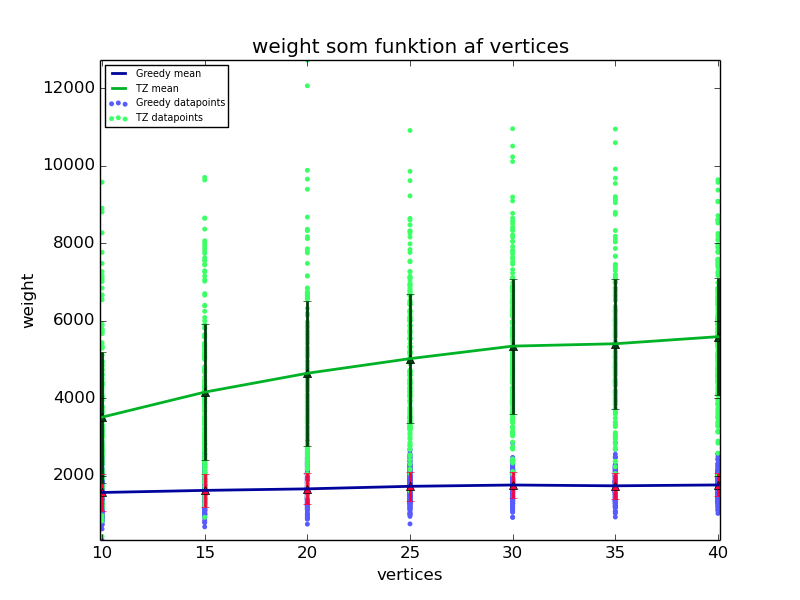 weight som funktion af vertices
Greedy mean
TZ mean
Greedy datapoints
TZ datapoints
12000
10000
8000
6000
4000
2000
weight
10 15 20 25 30 35 40
vertices